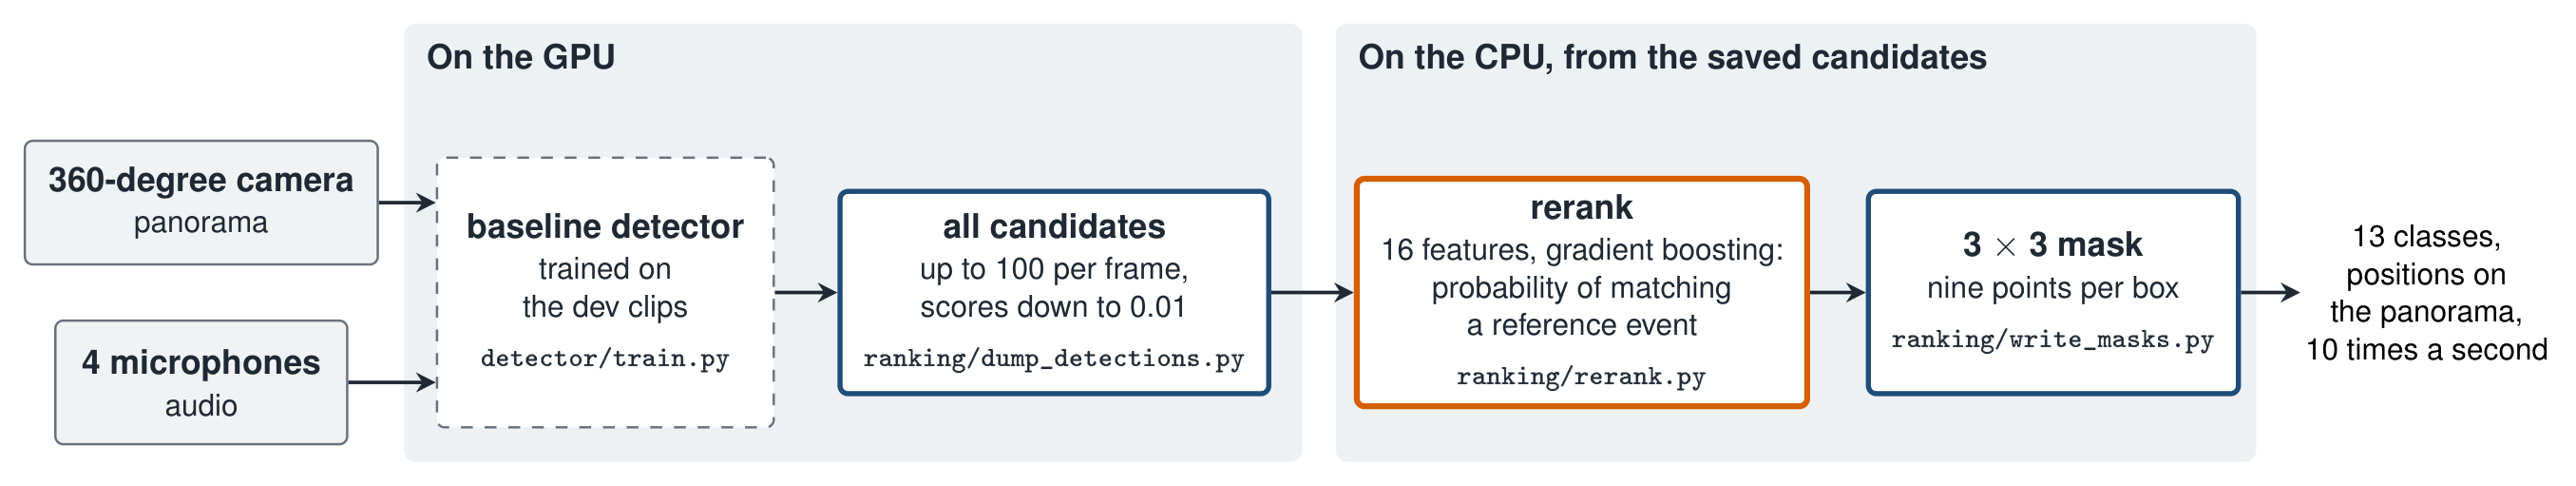 On the GPU
On the CPU, from the saved candidates
360-degree camera
panorama
4 microphones
audio
baseline detector
trained on
the dev clips
detector/train.py
all candidates
up to 100 per frame,
scores down to 0.01
ranking/dump_detections.py
rerank
16 features, gradient boosting:
probability of matching
a reference event
ranking/rerank.py
3 × 3 mask
nine points per box
ranking/write_masks.py
13 classes,
positions on
the panorama,
10 times a second